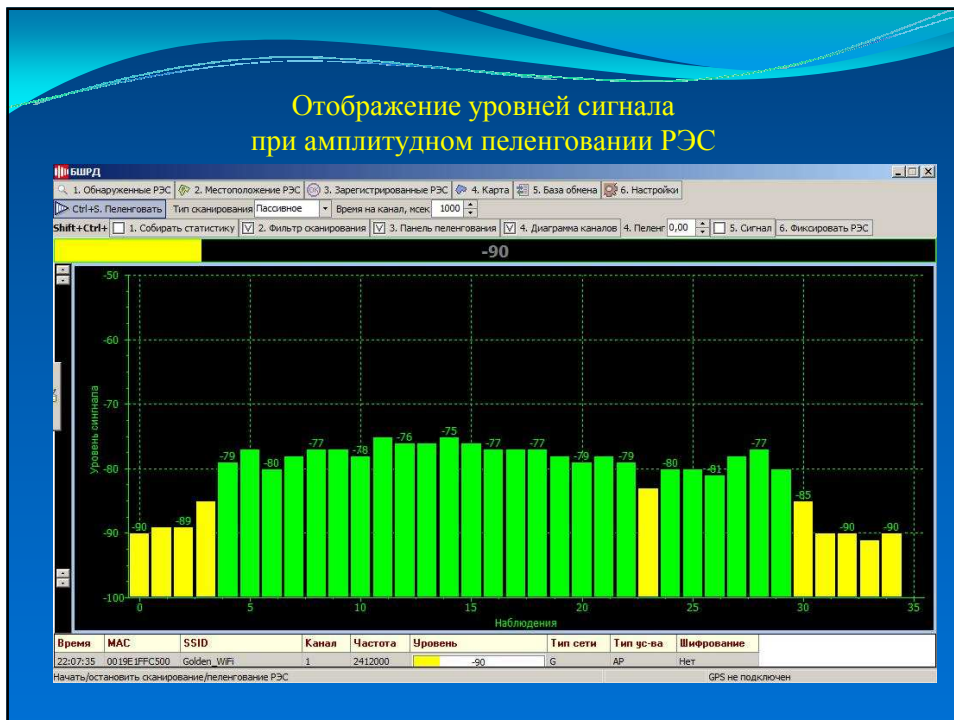 Отображение уровней сигнала
при амплитудном пеленговании РЭС
БШРД
1. Обнаруженные РЭС 2. Местоположение РЭС 3. Зарегистрированные РЭС 4. Карта 5. База обмена 6. Настройки
Ctrl+S. Пеленговать Тип сканирования Пассивное Время на канал, мсек 1000
Shift+Ctrl+ 1. Собирать статистику 2. Фильтр сканирования 3. Панель пеленгования 4. Диаграмма каналов 4. Пеленг 0,00 5. Сигнал 6. Фиксировать РЭС
-90
-50
-60
-70
-80
-90
-100
Уровень сингнала
-90 -89 -79 -80 -77 -78 -76 -75 -77 -77 -79 -79 -80 -81 -77 -85 -90 -90
0 5 10 15 20 25 30 35
Наблюдения
Время MAC SSID Канал Частота Уровень Тип сети Тип ус-ва Шифрование
22:07:35 0019E1FFC500 Golden_WiFi 1 2412000 -90 G AP Нет
Начать/остановить сканирование/пеленгование РЭС GPS не подключен